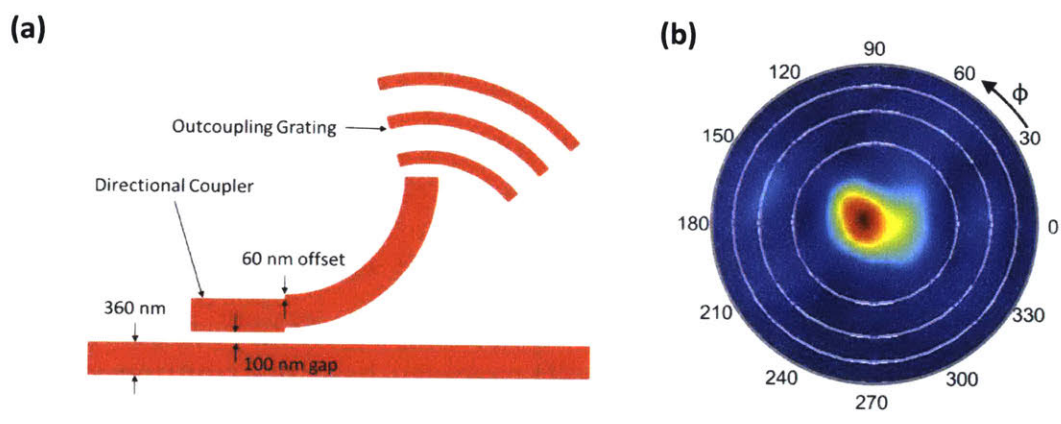 (a)
Outcoupling Grating
Directional Coupler
60 nm offset
360 nm
100 nm gap
(b)
90
120
60
ϕ
150
30
180
0
210
330
240
300
270